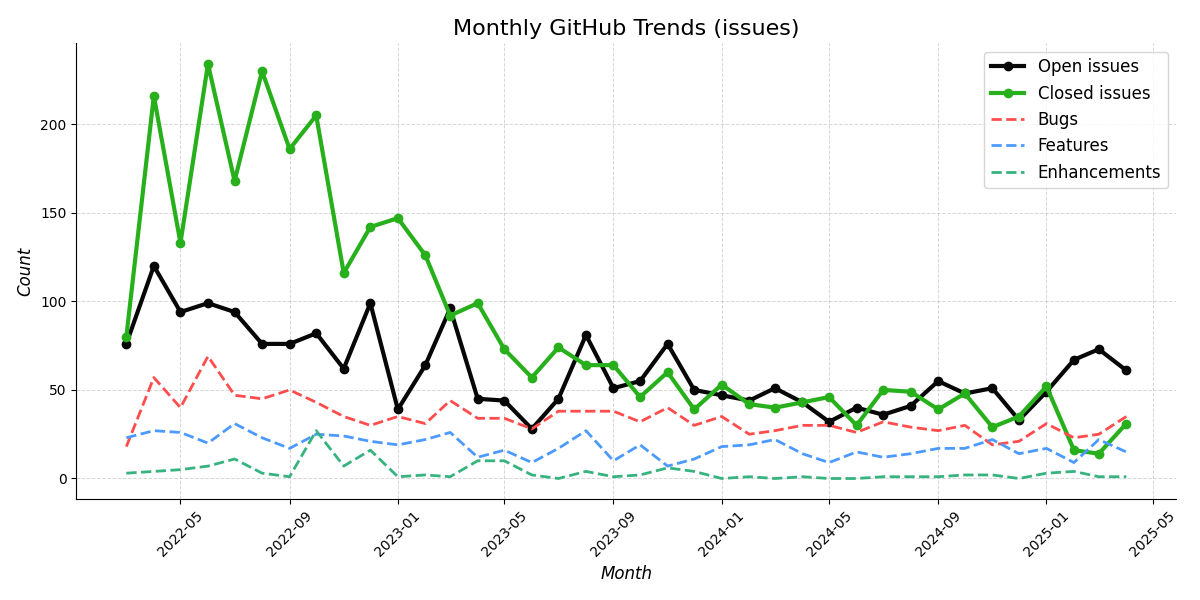 Monthly GitHub Trends (issues)
Open issues
Closed issues
Bugs
Features
Enhancements
Count
200
150
100
50
0
2022-05
2022-09
2023-01
2023-05
2023-09
2024-01
2024-05
2024-09
2025-01
2025-05
Month